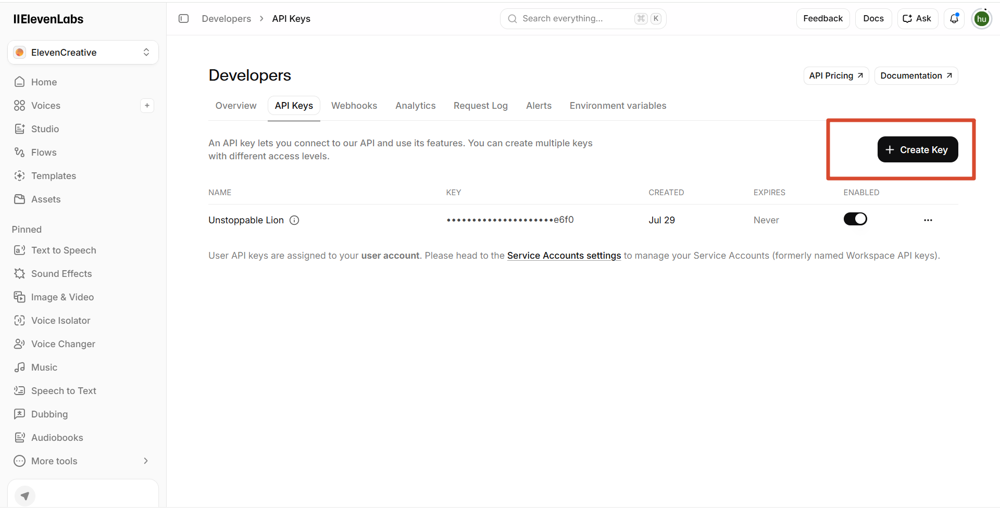 IIElevenLabs
Developers > API Keys
Search everything... ⌘ K
Feedback
Docs
Ask
hu
ElevenCreative
Home
Voices +
Studio
Flows
Templates
Assets
Pinned
Text to Speech
Sound Effects
Image & Video
Voice Isolator
Voice Changer
Music
Speech to Text
Dubbing
Audiobooks
More tools
Developers
API Pricing
Documentation
Overview
API Keys
Webhooks
Analytics
Request Log
Alerts
Environment variables
An API key lets you connect to our API and use its features. You can create multiple keys
with different access levels.
+ Create Key
NAME KEY CREATED EXPIRES ENABLED
Unstoppable Lion •••••••••••••••••••••e6f0 Jul 29 Never
User API keys are assigned to your user account. Please head to the Service Accounts settings to manage your Service Accounts (formerly named Workspace API keys).